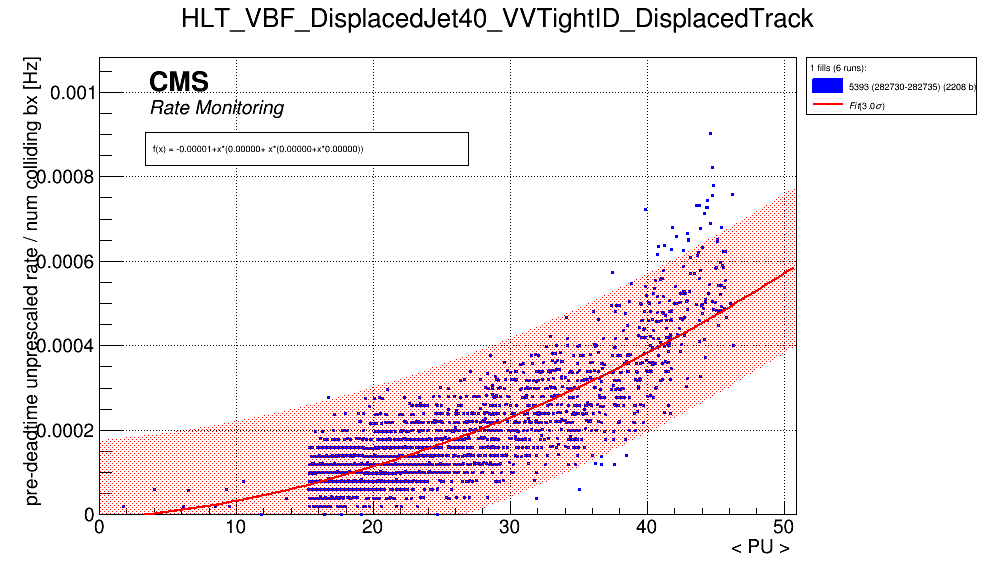 HLT_VBF_DisplacedJet40_VVTightID_DisplacedTrack
pre-deadtime unprescaled rate / num colliding bx [Hz]
CMS
Rate Monitoring
f(x) = -0.00001+x*(0.00000+ x*(0.00000+x*0.00000))
1 fills (6 runs):
5393 (282730-282735) (2208 b)
Fit(3.0σ)
0.001
0.0008
0.0006
0.0004
0.0002
0
0 10 20 30 40 50
< PU >